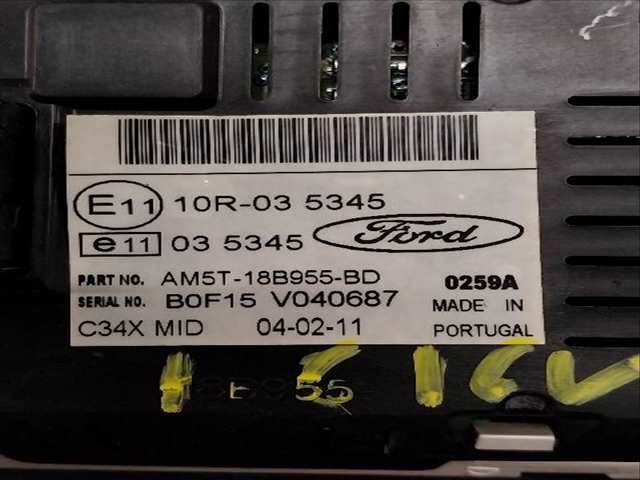 E11 10R-03 5345
e11 03 5345 Ford
PART NO. AM5T-18B955-BD 0259A
SERIAL NO. B0F15 V040687 MADE IN
C34X MID 04-02-11 PORTUGAL
18B955